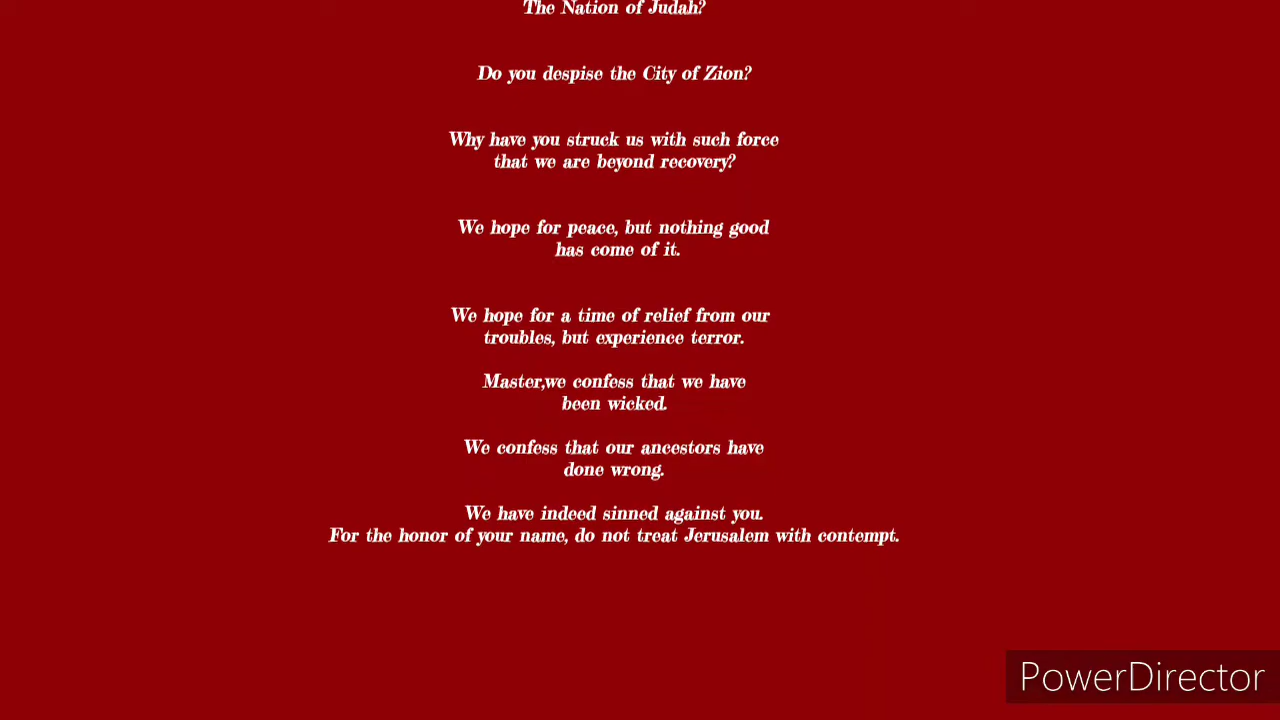 The Nation of Judah?
Do you despise the City of Zion?
Why have you struck us with such force
that we are beyond recovery?
We hope for peace, but nothing good
has come of it.
We hope for a time of relief from our
troubles, but experience terror.
Master,we confess that we have
been wicked.
We confess that our ancestors have
done wrong.
We have indeed sinned against you.
For the honor of your name, do not treat Jerusalem with contempt.
PowerDirector